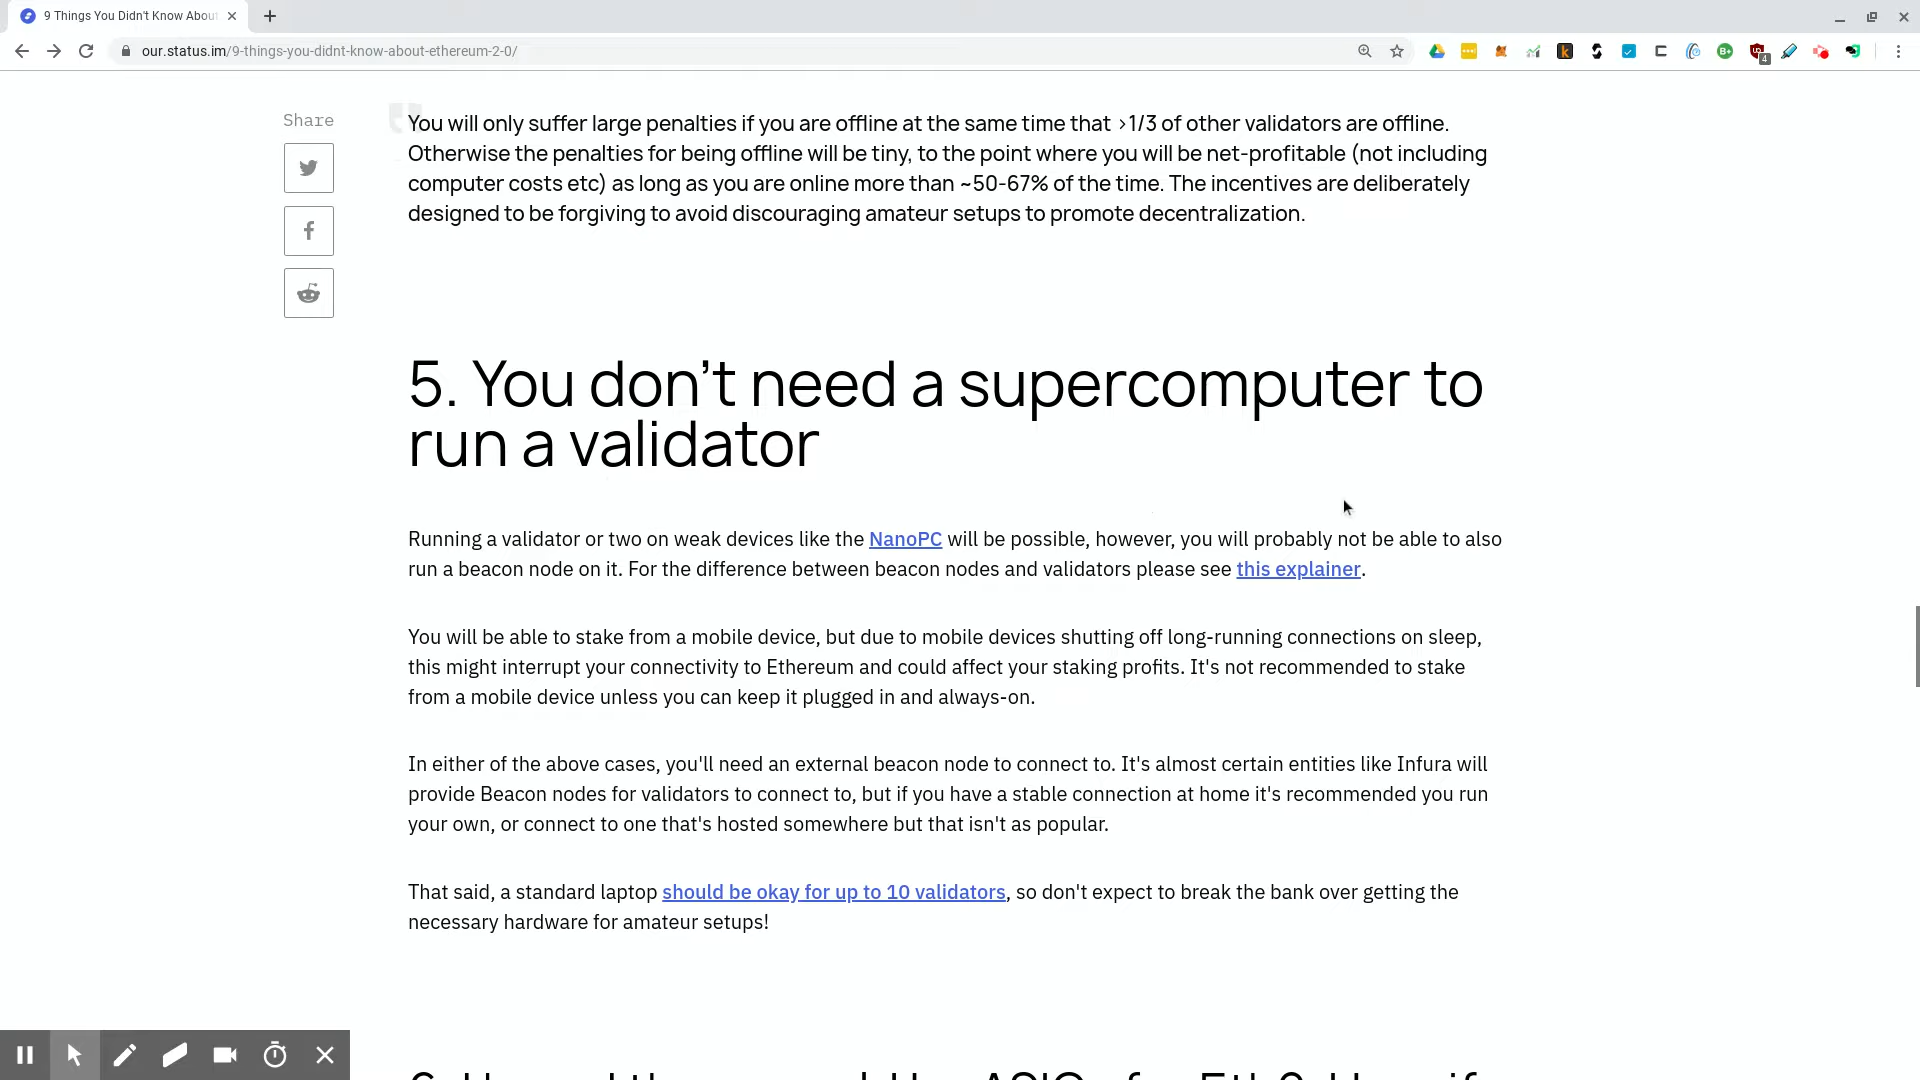 9 Things You Didn't Know Abou
our.status.im/9-things-you-didnt-know-about-ethereum-2-0/
4
Share
You will only suffer large penalties if you are offline at the same time that >1/3 of other validators are offline.
Otherwise the penalties for being offline will be tiny, to the point where you will be net-profitable (not including
computer costs etc) as long as you are online more than ~50-67% of the time. The incentives are deliberately
designed to be forgiving to avoid discouraging amateur setups to promote decentralization.
5. You don’t need a supercomputer to
run a validator
Running a validator or two on weak devices like the NanoPC will be possible, however, you will probably not be able to also
run a beacon node on it. For the difference between beacon nodes and validators please see this explainer.
You will be able to stake from a mobile device, but due to mobile devices shutting off long-running connections on sleep,
this might interrupt your connectivity to Ethereum and could affect your staking profits. It's not recommended to stake
from a mobile device unless you can keep it plugged in and always-on.
In either of the above cases, you'll need an external beacon node to connect to. It's almost certain entities like Infura will
provide Beacon nodes for validators to connect to, but if you have a stable connection at home it's recommended you run
your own, or connect to one that's hosted somewhere but that isn't as popular.
That said, a standard laptop should be okay for up to 10 validators, so don't expect to break the bank over getting the
necessary hardware for amateur setups!